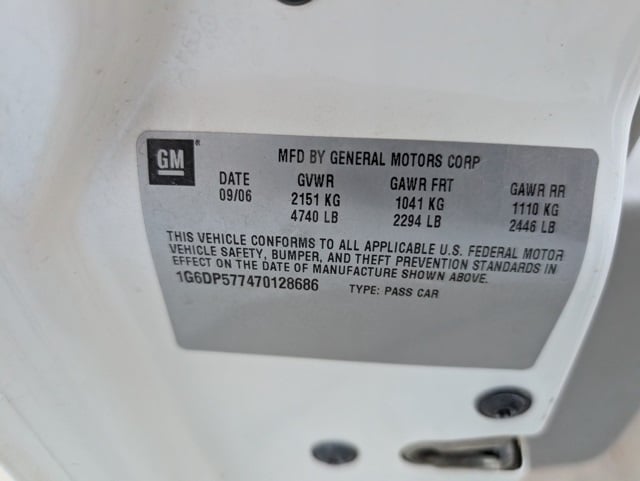 GM®
MFD BY GENERAL MOTORS CORP
DATE GVWR GAWR FRT GAWR RR
09/06 2151 KG 1041 KG 1110 KG
4740 LB 2294 LB 2446 LB
THIS VEHICLE CONFORMS TO ALL APPLICABLE U.S. FEDERAL MOTOR
VEHICLE SAFETY, BUMPER, AND THEFT PREVENTION STANDARDS IN
EFFECT ON THE DATE OF MANUFACTURE SHOWN ABOVE.
1G6DP577470128686 TYPE: PASS CAR